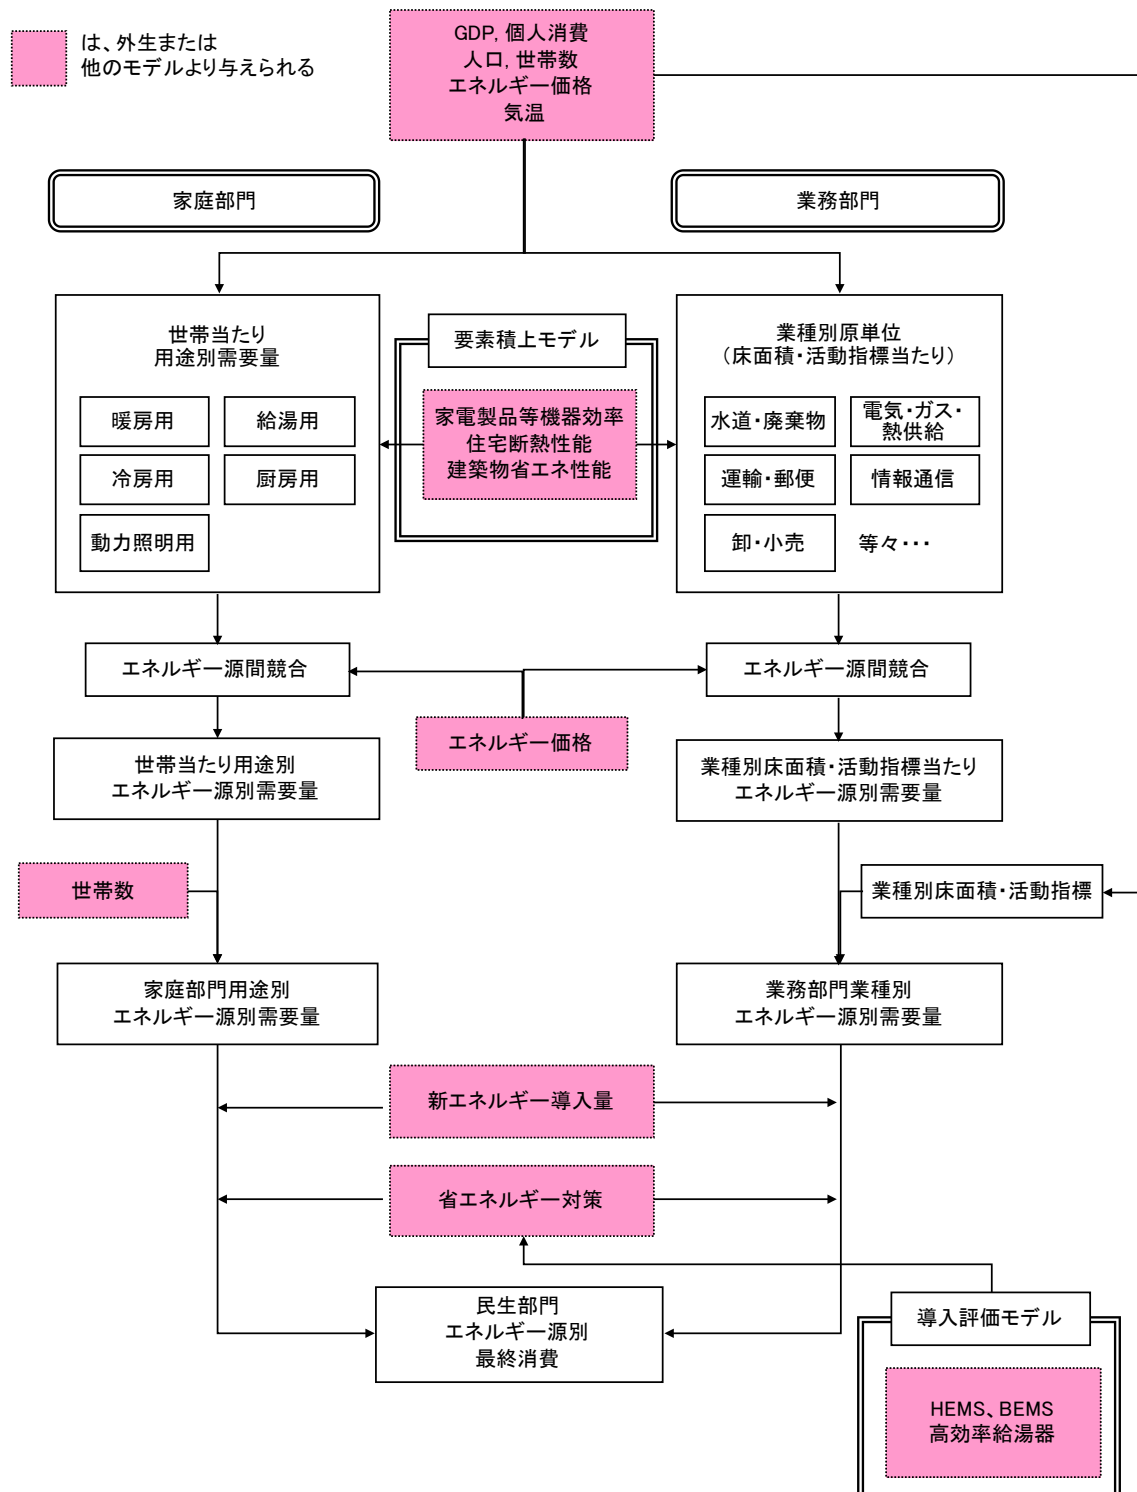 は、外生または
他のモデルより与えられる
GDP, 個人消費
人口, 世帯数
エネルギー価格
気温
家庭部門
業務部門
世帯当たり
用途別需要量
暖房用
給湯用
冷房用
厨房用
動力照明用
要素積上モデル
家電製品等機器効率
住宅断熱性能
建築物省エネ性能
業種別原単位
（床面積・活動指標当たり）
水道・廃棄物
電気・ガス・
熱供給
運輸・郵便
情報通信
卸・小売
等々・・・
エネルギー源間競合
エネルギー源間競合
エネルギー価格
世帯当たり用途別
エネルギー源別需要量
業種別床面積・活動指標当たり
エネルギー源別需要量
世帯数
業種別床面積・活動指標
家庭部門用途別
エネルギー源別需要量
業務部門業種別
エネルギー源別需要量
新エネルギー導入量
省エネルギー対策
民生部門
エネルギー源別
最終消費
導入評価モデル
HEMS、BEMS
高効率給湯器